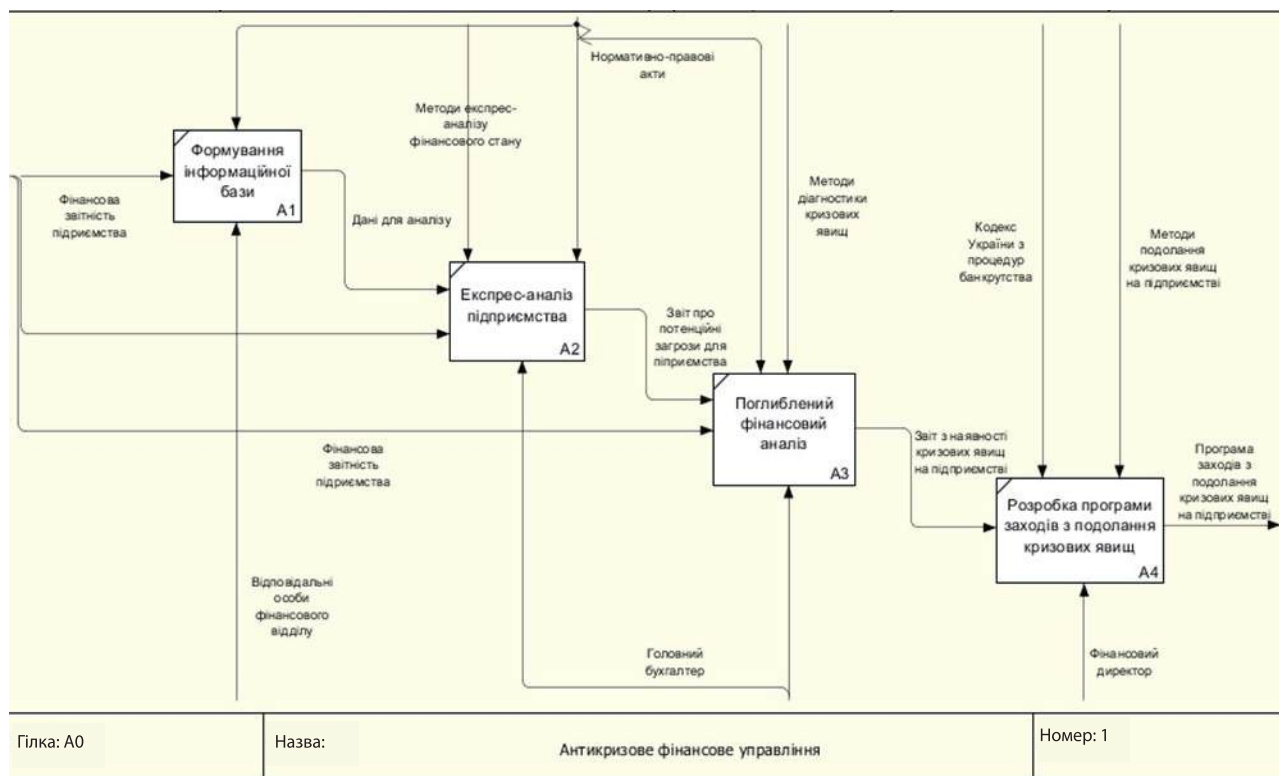 Нормативно-правові
акти
Методи експрес-
аналізу
фінансового стану
Формування
інформаційної
бази
A1
Фінансова
звітність
підриємства
Дані для аналізу
Методи
діагностики
кризових
явищ
Кодекс
України з
процедур
банкрутства
Методи
подолання
кризових явищ
на підприємстві
Експрес-аналіз
підприємства
A2
Звіт про
потенційні
загрози для
піприємства
Поглиблений
фінансовий
аналіз
A3
Фінансова
звітність
підриємства
Звіт з наявності
кризових явищ
на підприємстві
Програма
заходів з
подолання
кризових явищ
на підприємстві
Розробка програми
заходів з подолання
кризових явищ
A4
Відповідальні
особи
фінансового
відділу
Головний
бухгалтер
Фінансовий
директор
Гілка: A0
Назва:
Антикризове фінансове управління
Номер: 1